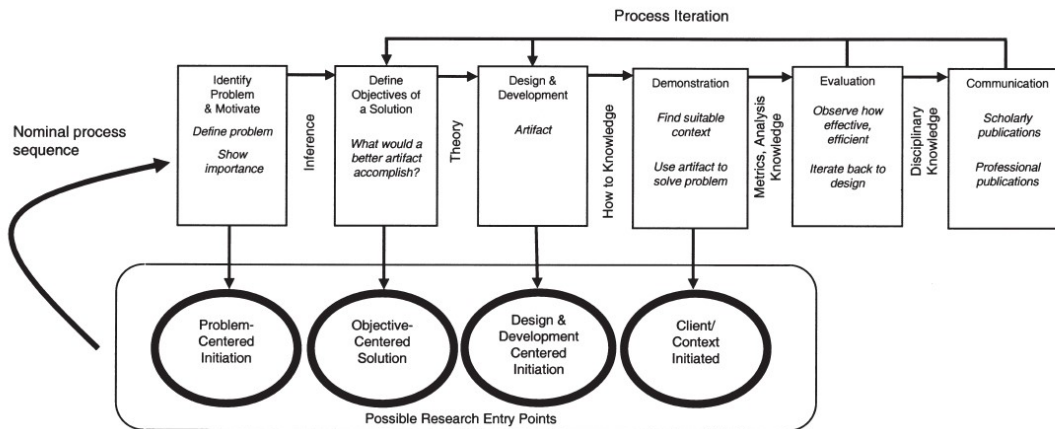 Process Iteration
Nominal process
sequence
Identify
Problem
& Motivate
Define problem
Show
importance
Inference
Define
Objectives of
a Solution
What would a
better artifact
accomplish?
Theory
Design &
Development
Artifact
How to Knowledge
Demonstration
Find suitable
context
Use artifact to
solve problem
Metrics, Analysis
Knowledge
Evaluation
Observe how
effective,
efficient
Iterate back to
design
Disciplinary
Knowledge
Communication
Scholarly
publications
Professional
publications
Problem-
Centered
Initiation
Objective-
Centered
Solution
Design &
Development
Centered
Initiation
Client/
Context
Initiated
Possible Research Entry Points